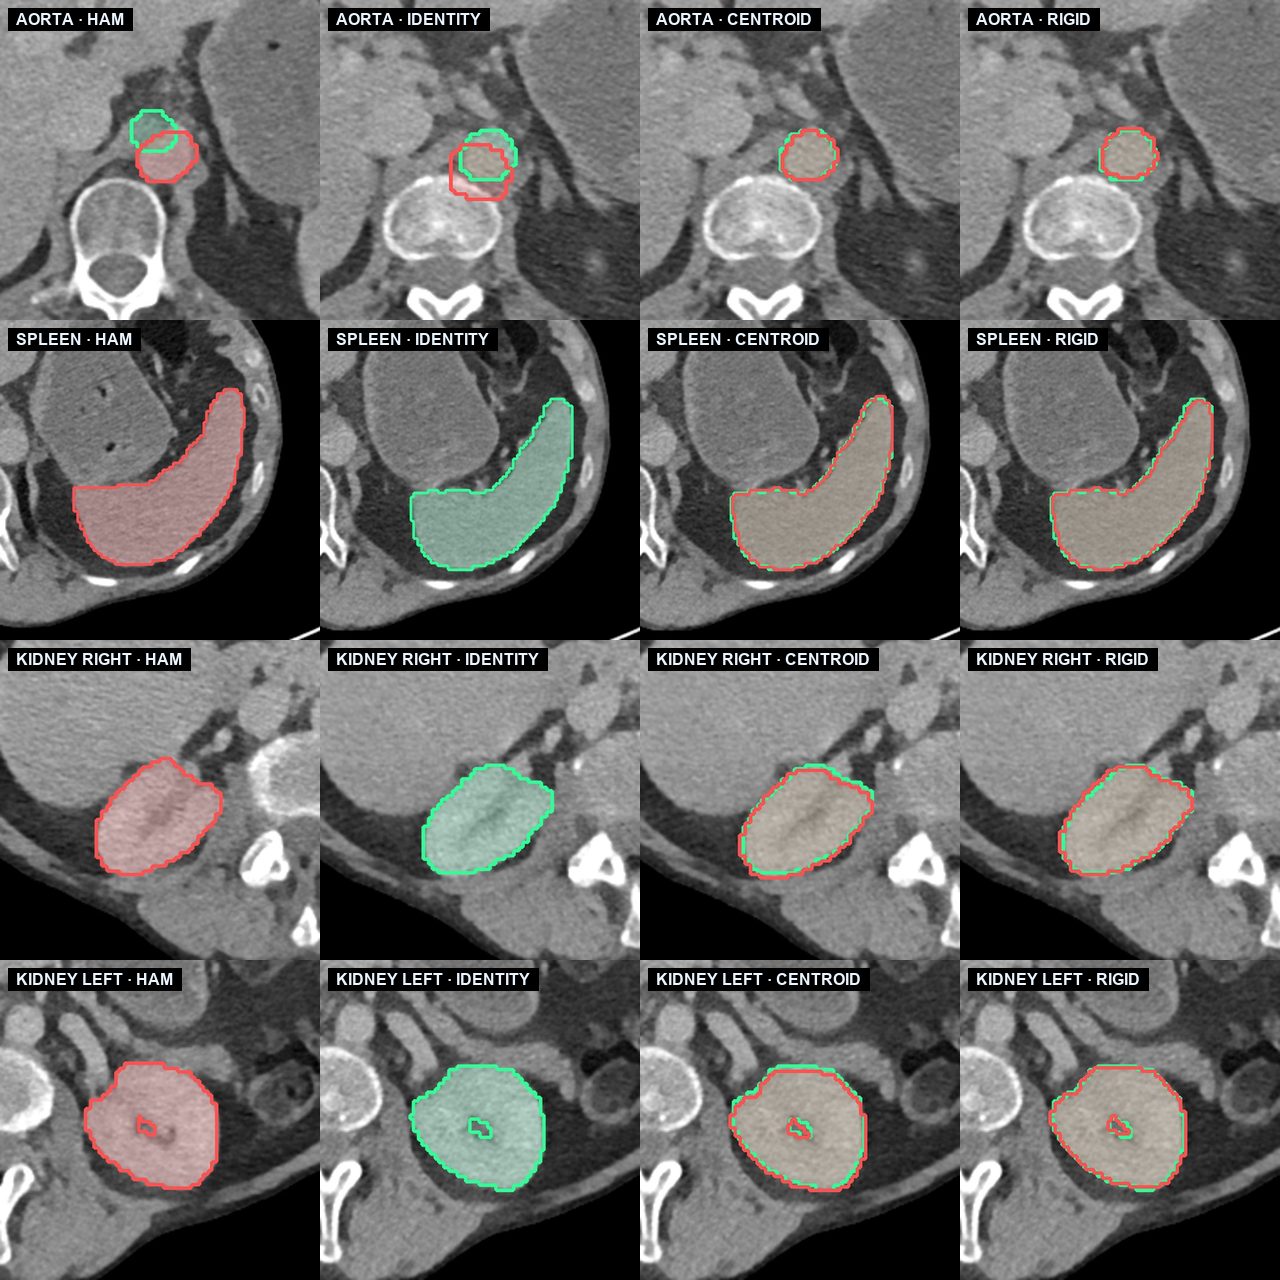 AORTA · HAM
AORTA · IDENTITY
AORTA · CENTROID
AORTA · RIGID
SPLEEN · HAM
SPLEEN · IDENTITY
SPLEEN · CENTROID
SPLEEN · RIGID
KIDNEY RIGHT · HAM
KIDNEY RIGHT · IDENTITY
KIDNEY RIGHT · CENTROID
KIDNEY RIGHT · RIGID
KIDNEY LEFT · HAM
KIDNEY LEFT · IDENTITY
KIDNEY LEFT · CENTROID
KIDNEY LEFT · RIGID